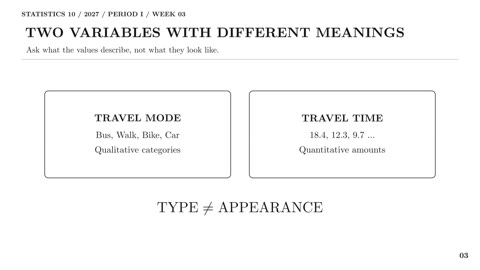 STATISTICS 10 / 2027 / PERIOD I / WEEK 03
TWO VARIABLES WITH DIFFERENT MEANINGS
Ask what the values describe, not what they look like.
TRAVEL MODE
Bus, Walk, Bike, Car
Qualitative categories
TRAVEL TIME
18.4, 12.3, 9.7 ...
Quantitative amounts
TYPE ≠ APPEARANCE
03